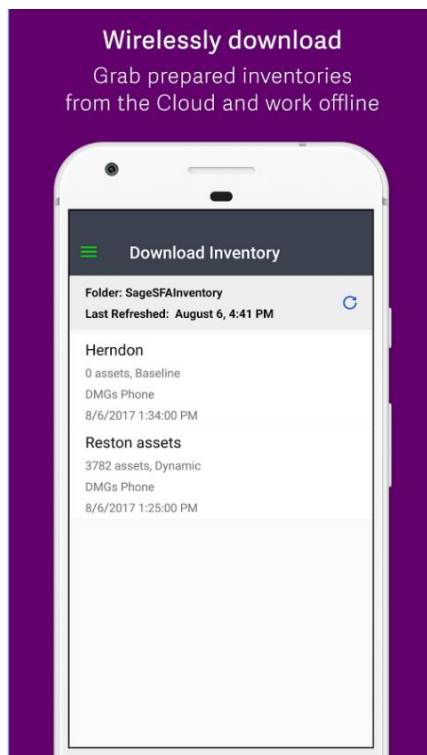 Wirelessly download
Grab prepared inventories
from the Cloud and work offline
Download Inventory
Folder: SageSFAInventory
Last Refreshed: August 6, 4:41 PM
Herndon
0 assets, Baseline
DMGs Phone
8/6/2017 1:34:00 PM
Reston assets
3782 assets, Dynamic
DMGs Phone
8/6/2017 1:25:00 PM